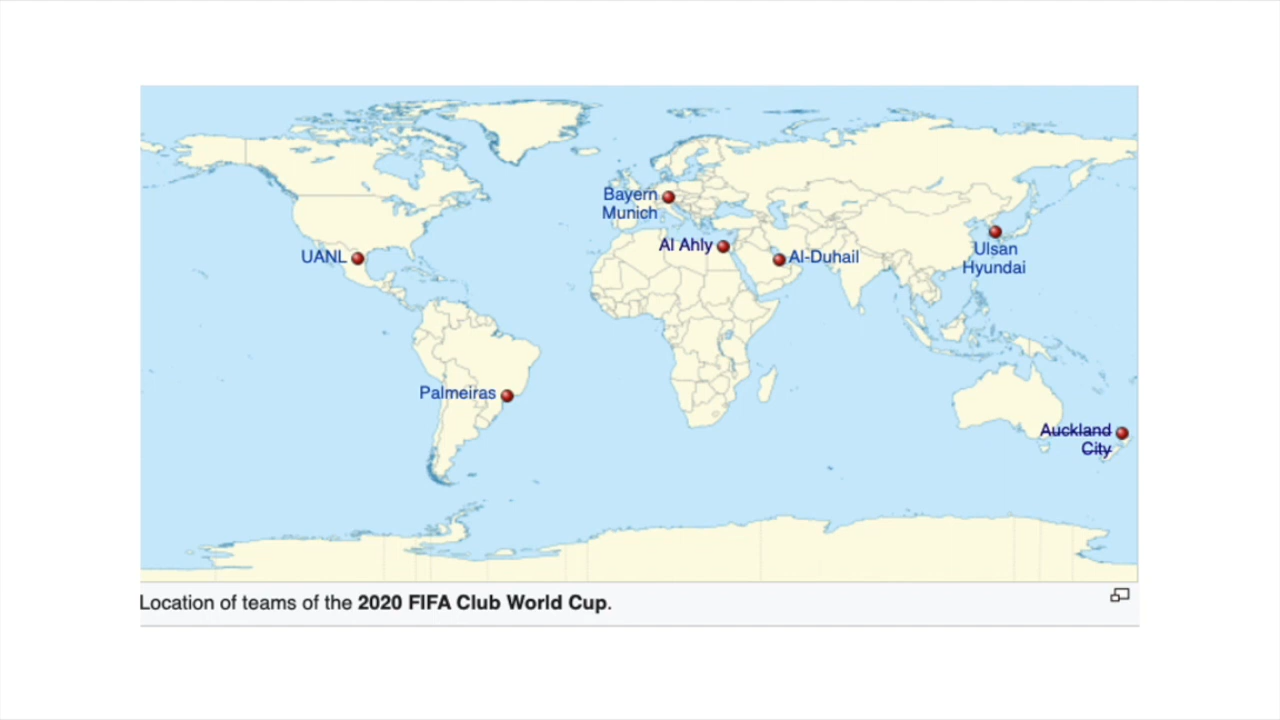 Bayern
Munich
Al Ahly
Al-Duhail
UANL
Ulsan
Hyundai
Palmeiras
Auckland
City
Location of teams of the 2020 FIFA Club World Cup.